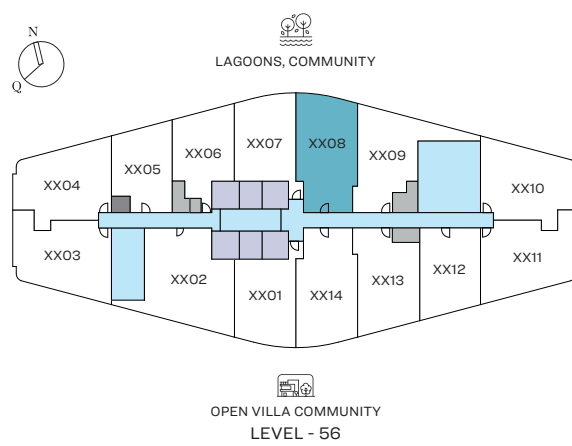 N
Q
LAGOONS, COMMUNITY
XX07
XX08
XX06
XX09
XX05
XX04
XX10
XX03
XX02
XX01
XX14
XX13
XX12
XX11
OPEN VILLA COMMUNITY
LEVEL - 56